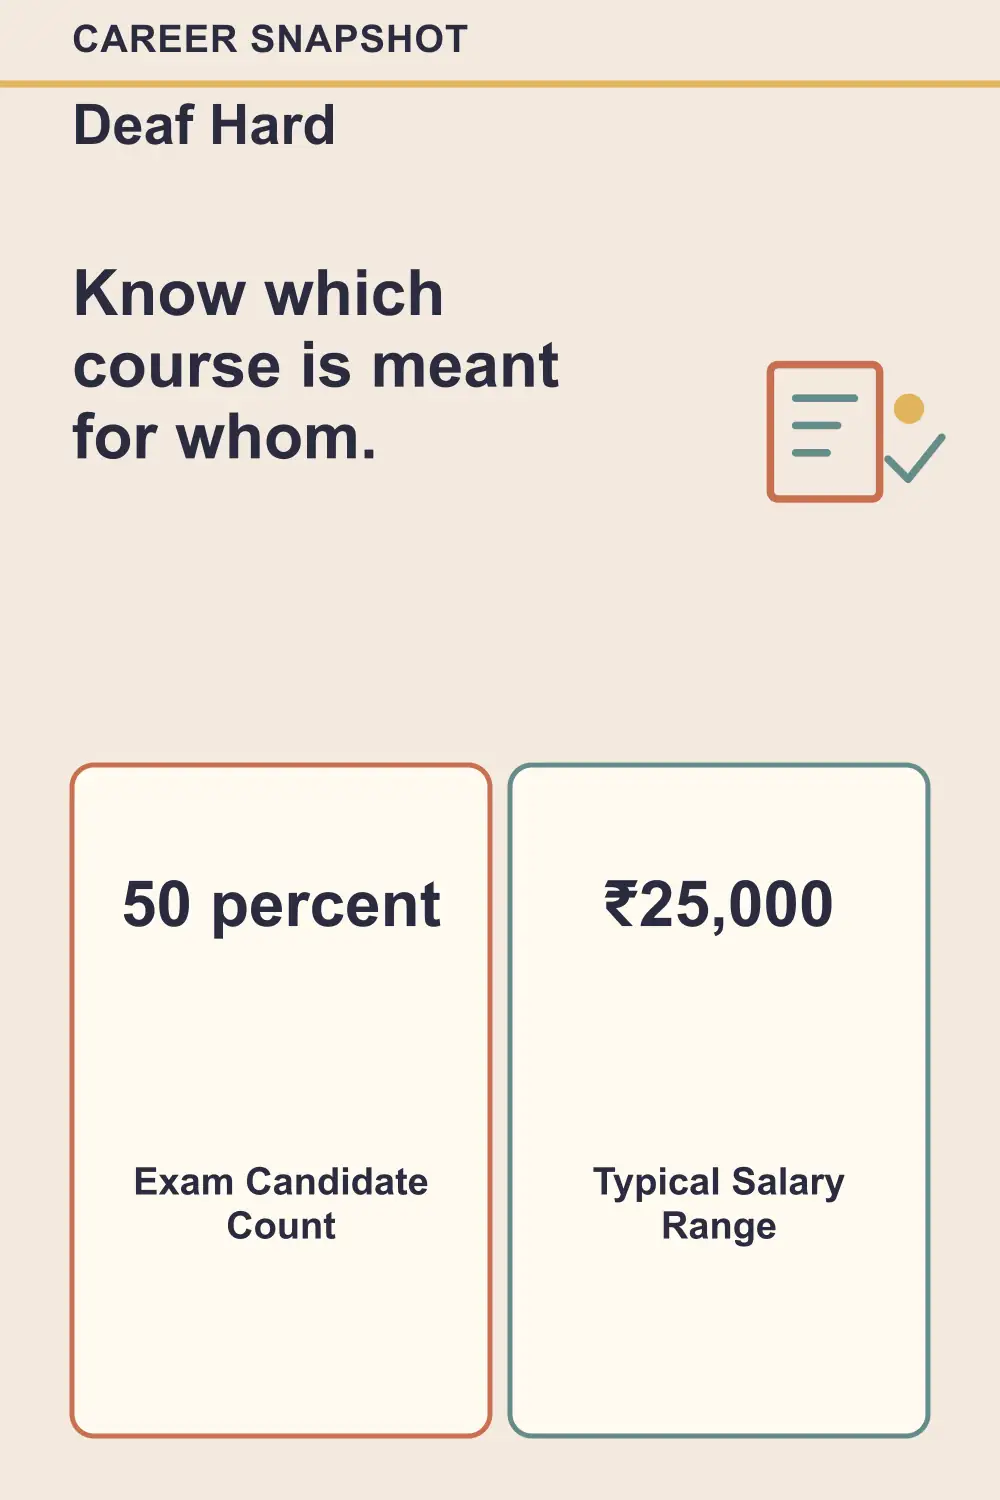 CAREER SNAPSHOT
Deaf Hard
Know which
course is meant
for whom.
50 percent
Exam Candidate
Count
₹25,000
Typical Salary
Range